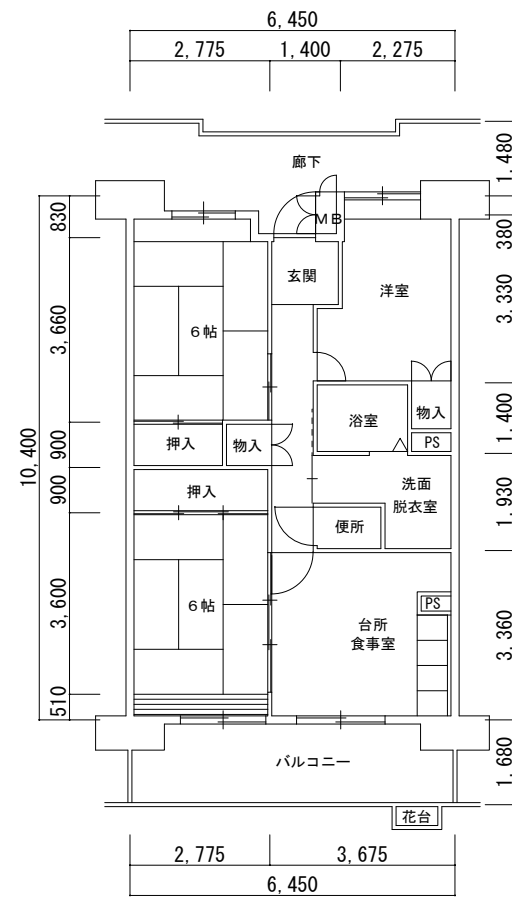 6,450
2,775
1,400
2,275
廊下
1,480
MB
830
380
玄関
洋室
3,330
6帖
3,660
10,400
浴室
物入
1,400
押入
物入
PS
900
押入
洗面
脱衣室
900
1,930
便所
6帖
3,600
PS
台所
食事室
3,360
510
バルコニー
1,680
花台
2,775
3,675
6,450